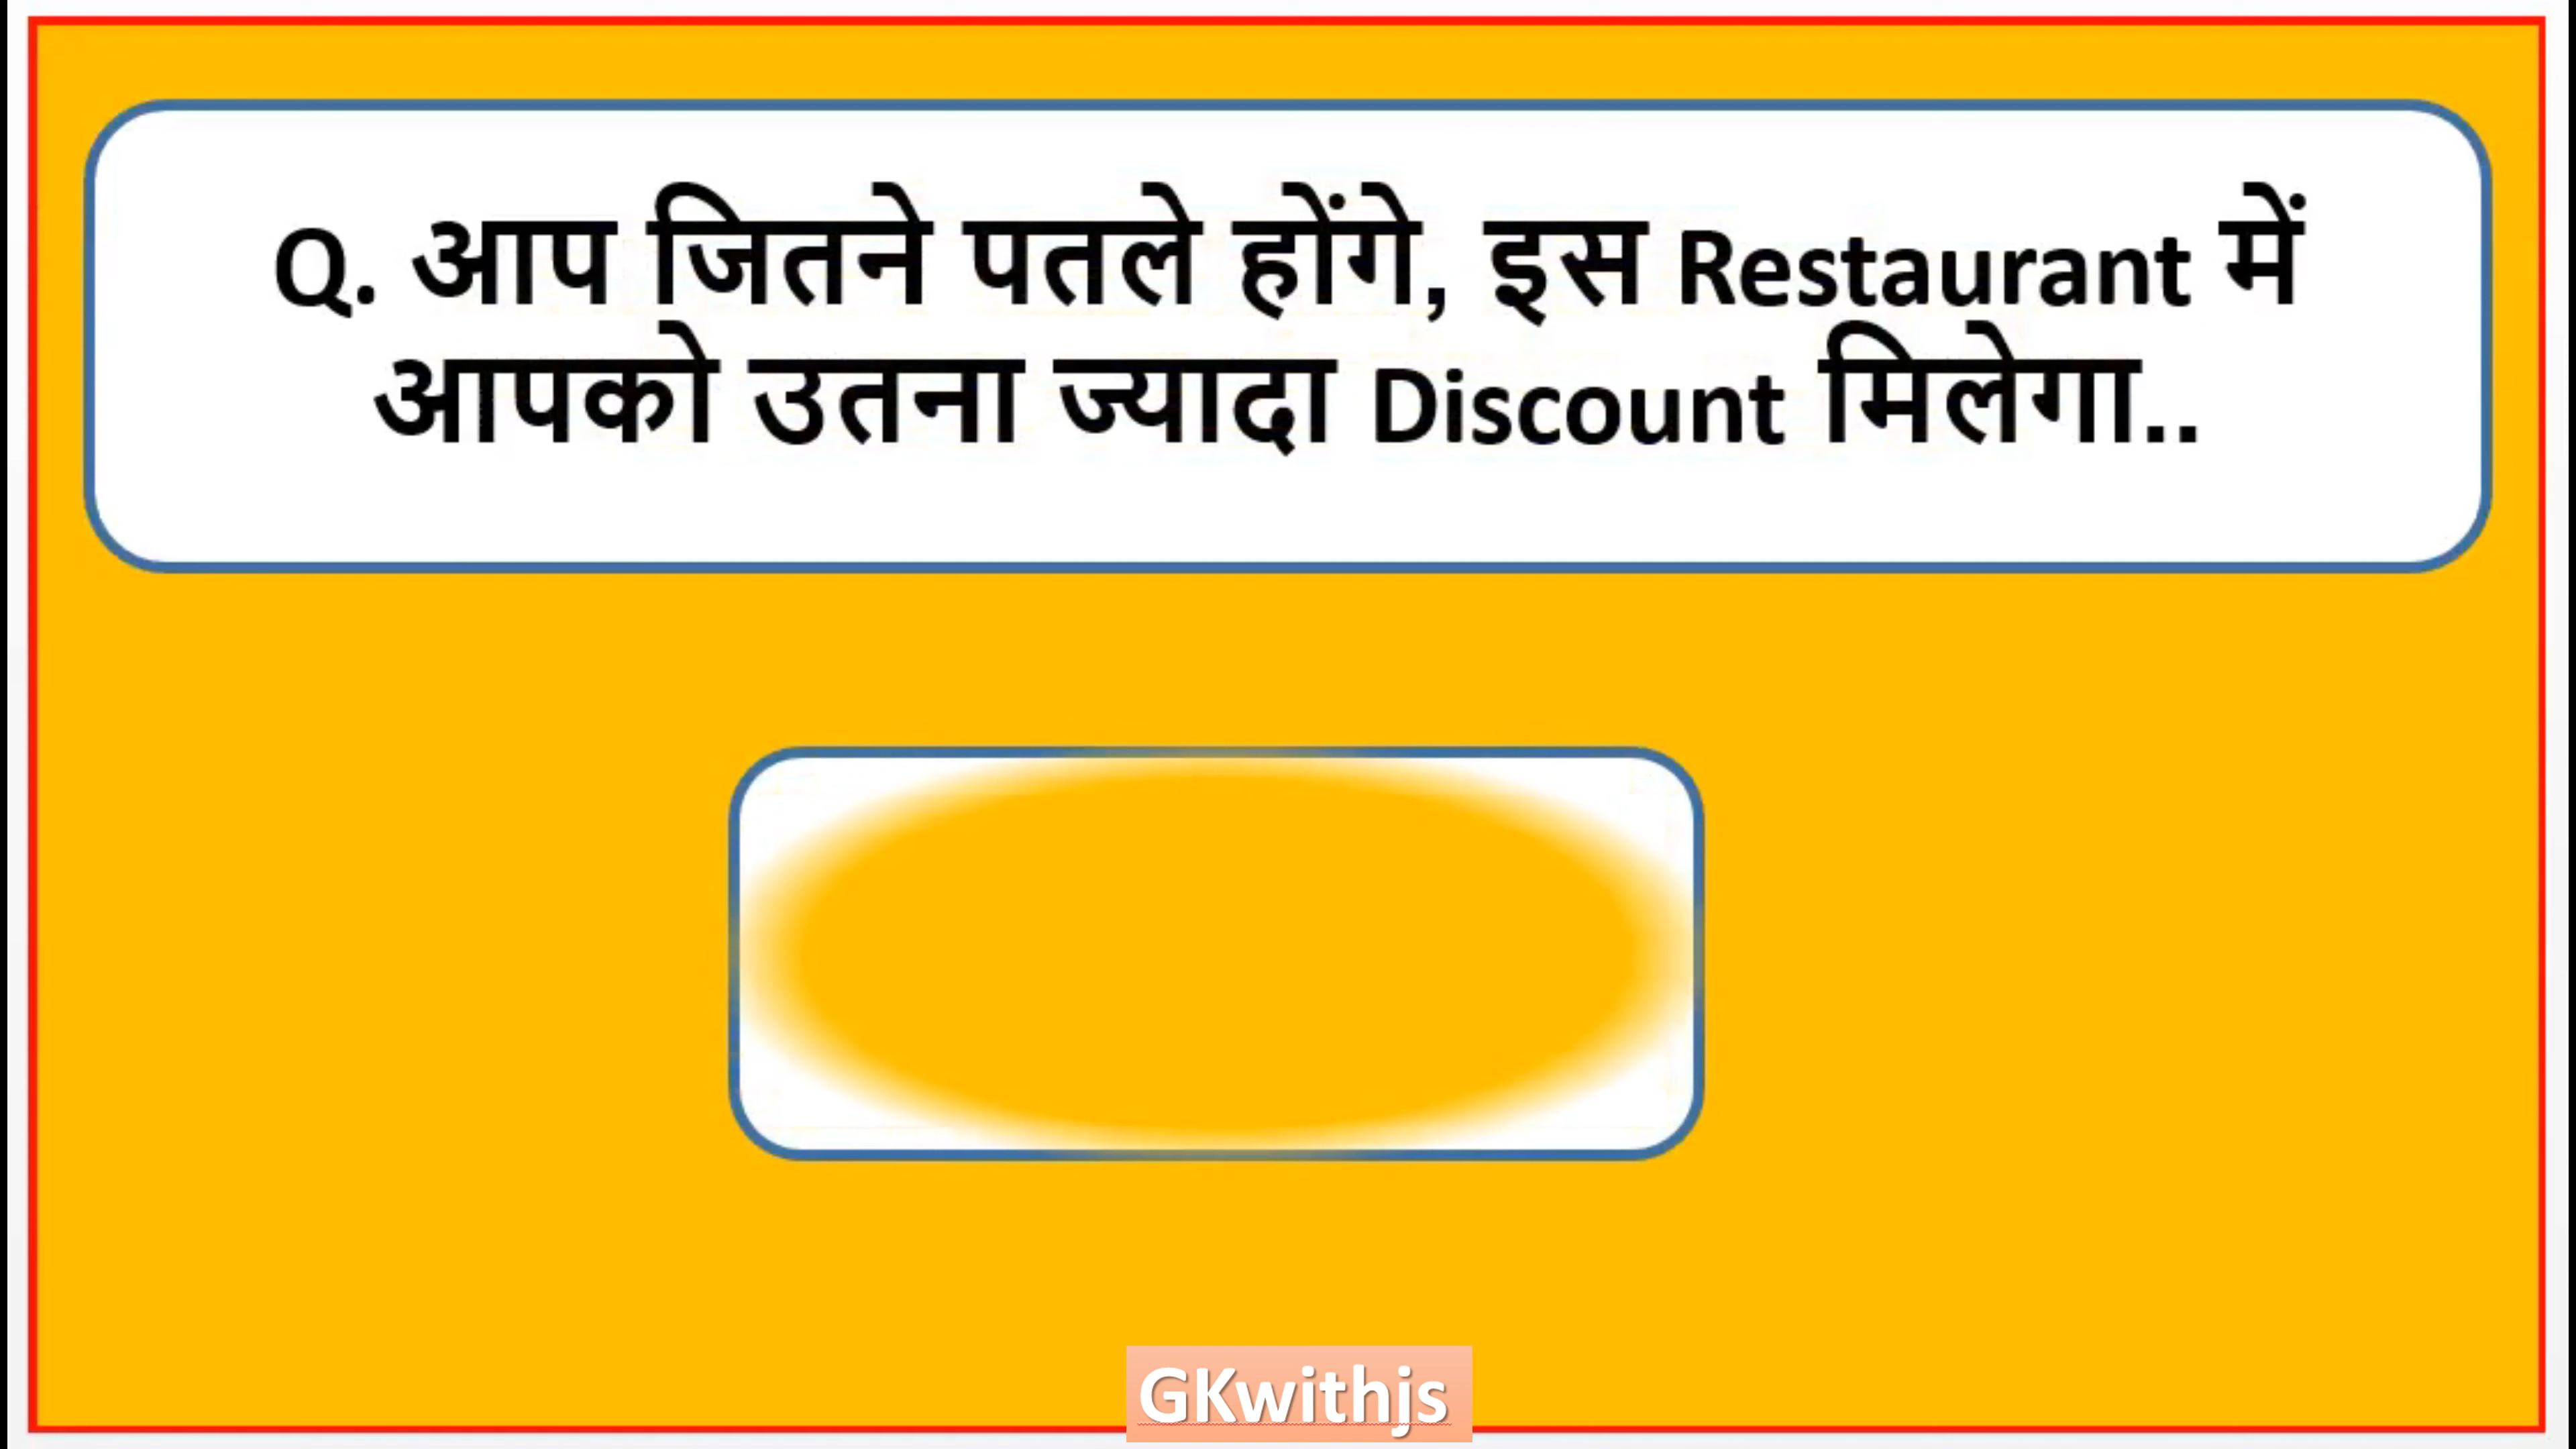 Q. आप जितने पतले होंगे, इस Restaurant में
आपको उतना ज्यादा Discount मिलेगा..
GKwithjs